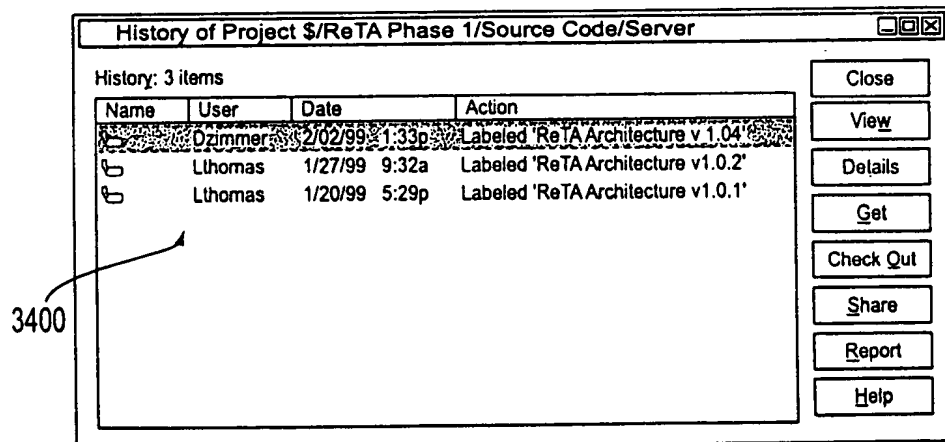 History of Project $/ReTA Phase 1/Source Code/Server
History: 3 items
Name User Date Action
Dzimmer 2/02/99 1:33p Labeled 'ReTA Architecture v 1.04'
Lthomas 1/27/99 9:32a Labeled 'ReTA Architecture v1.0.2'
Lthomas 1/20/99 5:29p Labeled 'ReTA Architecture v1.0.1'
Close
View
Details
Get
Check Out
Share
Report
Help
3400